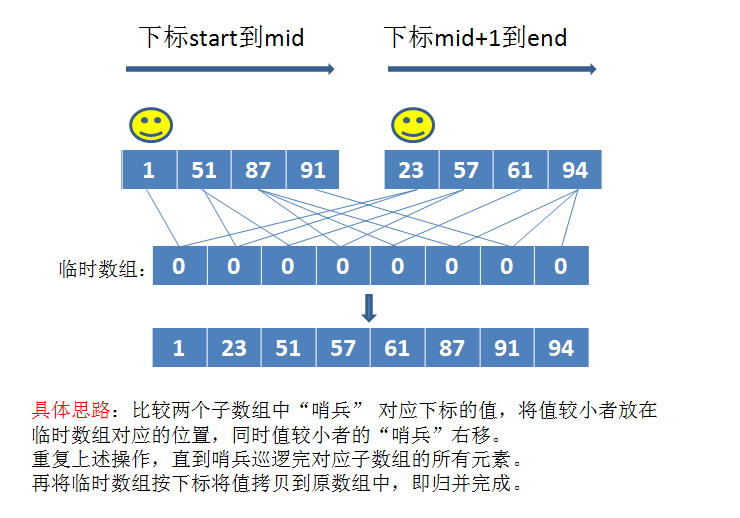 下标start到mid 下标mid+1到end
1 51 87 91 23 57 61 94
临时数组： 0 0 0 0 0 0 0 0
1 23 51 57 61 87 91 94
具体思路：比较两个子数组中“哨兵” 对应下标的值，将值较小者放在
临时数组对应的位置，同时值较小者的“哨兵”右移。
重复上述操作，直到哨兵巡逻完对应子数组的所有元素。
再将临时数组按下标将值拷贝到原数组中，即归并完成。